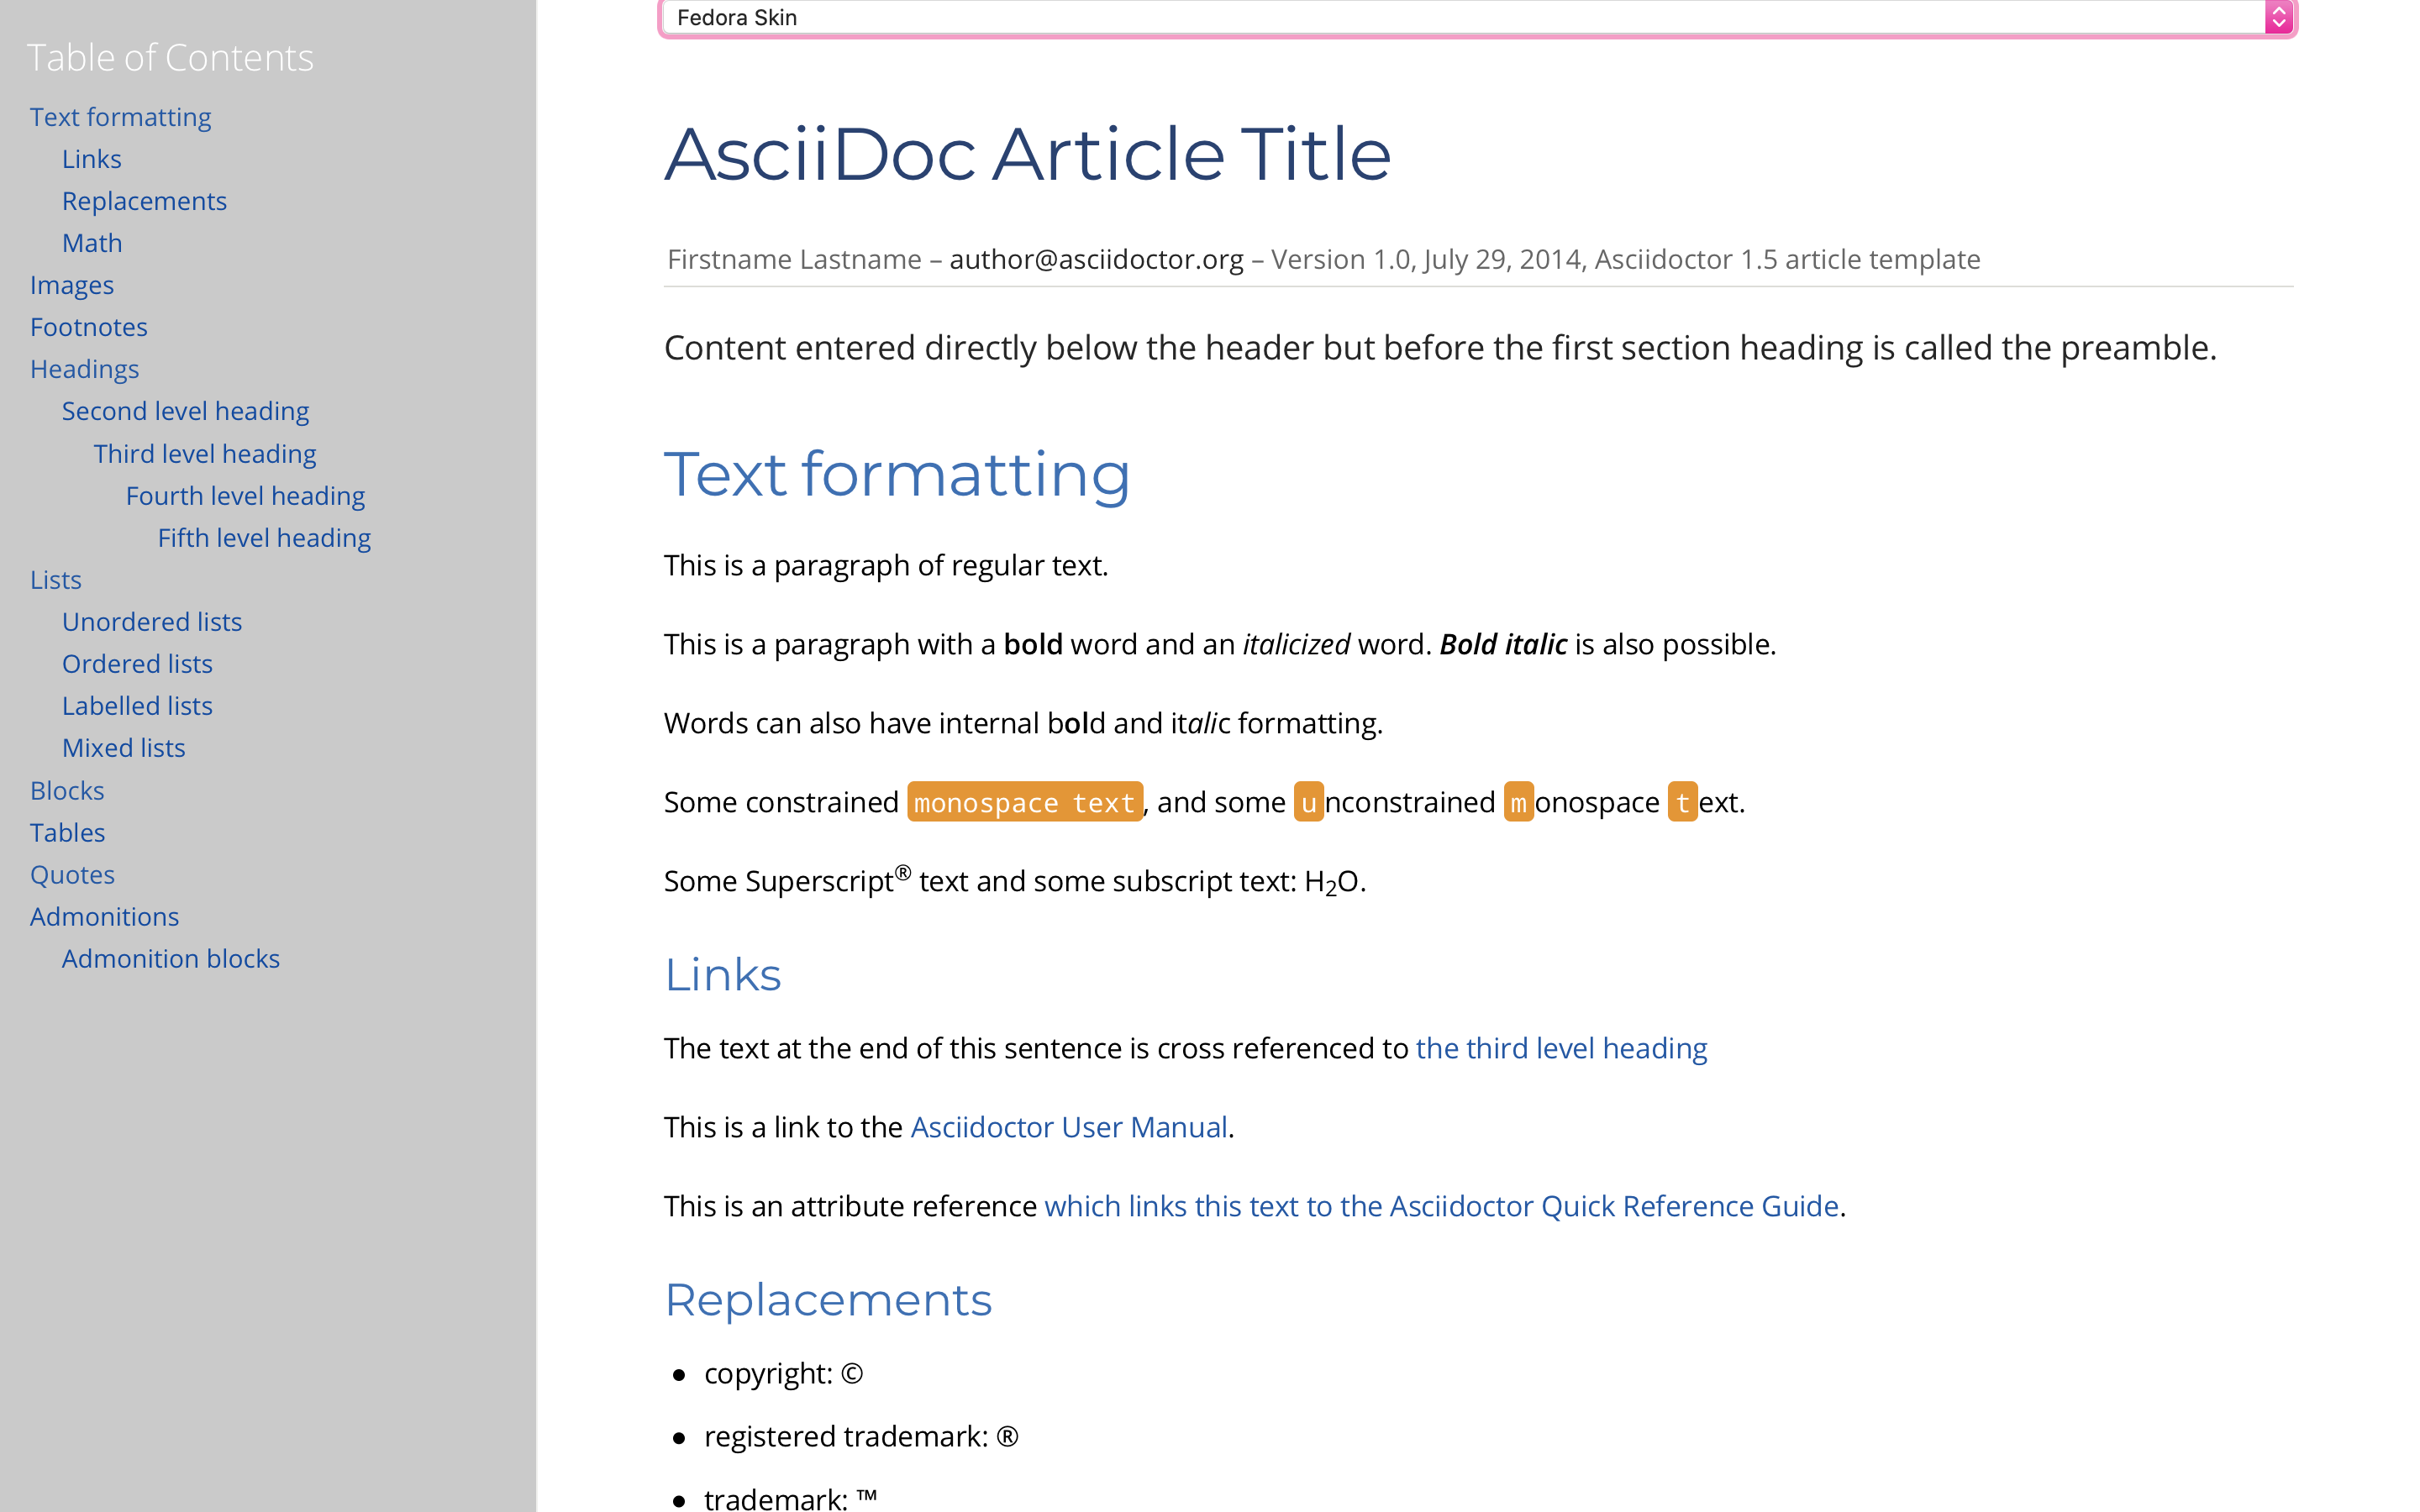 Table of Contents
Text formatting
Links
Replacements
Math
Images
Footnotes
Headings
Second level heading
Third level heading
Fourth level heading
Fifth level heading
Lists
Unordered lists
Ordered lists
Labelled lists
Mixed lists
Blocks
Tables
Quotes
Admonitions
Admonition blocks
Fedora Skin
AsciiDoc Article Title
Firstname Lastname – author@asciidoctor.org – Version 1.0, July 29, 2014, Asciidoctor 1.5 article template
Content entered directly below the header but before the first section heading is called the preamble.
Text formatting
This is a paragraph of regular text.
This is a paragraph with a bold word and an italicized word. Bold italic is also possible.
Words can also have internal bold and italic formatting.
Some constrained monospace text, and some unconstrained monospace text.
Some Superscript® text and some subscript text: H₂O.
Links
The text at the end of this sentence is cross referenced to the third level heading
This is a link to the Asciidoctor User Manual.
This is an attribute reference which links this text to the Asciidoctor Quick Reference Guide.
Replacements
● copyright: ©
● registered trademark: ®
● trademark: ™